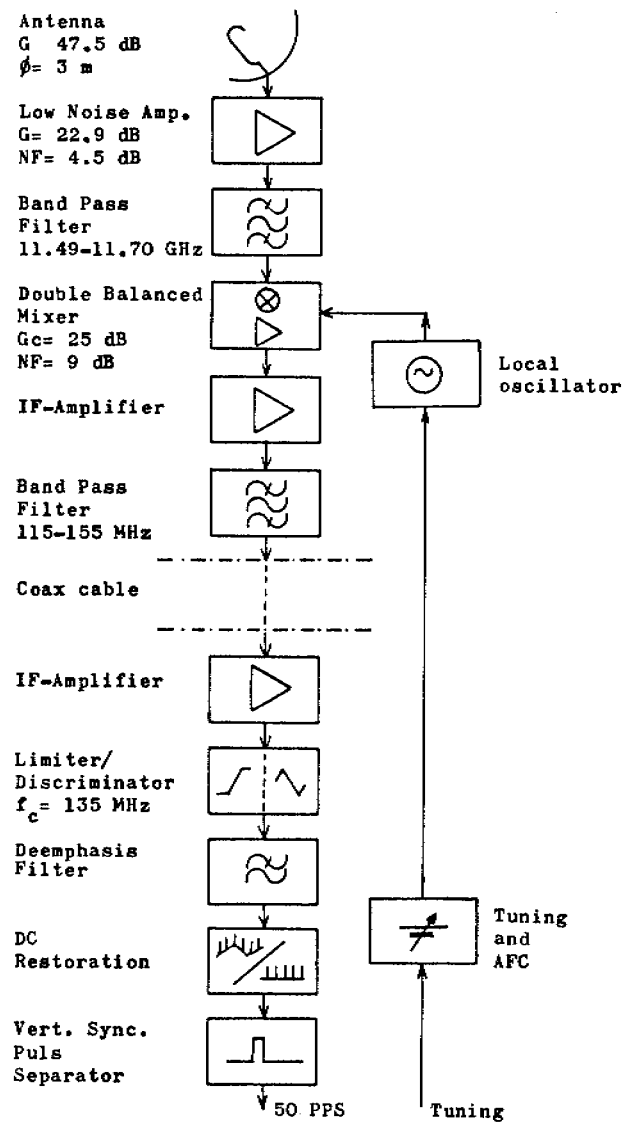 Antenna
G 47.5 dB
ø= 3 m
Low Noise Amp.
G= 22.9 dB
NF= 4.5 dB
Band Pass
Filter
11.49-11.70 GHz
Double Balanced
Mixer
Gc= 25 dB
NF= 9 dB
Local
oscillator
IF-Amplifier
Band Pass
Filter
115-155 MHz
Coax cable
IF-Amplifier
Limiter/
Discriminator
f_c= 135 MHz
Deemphasis
Filter
DC
Restoration
Tuning
and
AFC
Vert. Sync.
Puls
Separator
50 PPS
Tuning